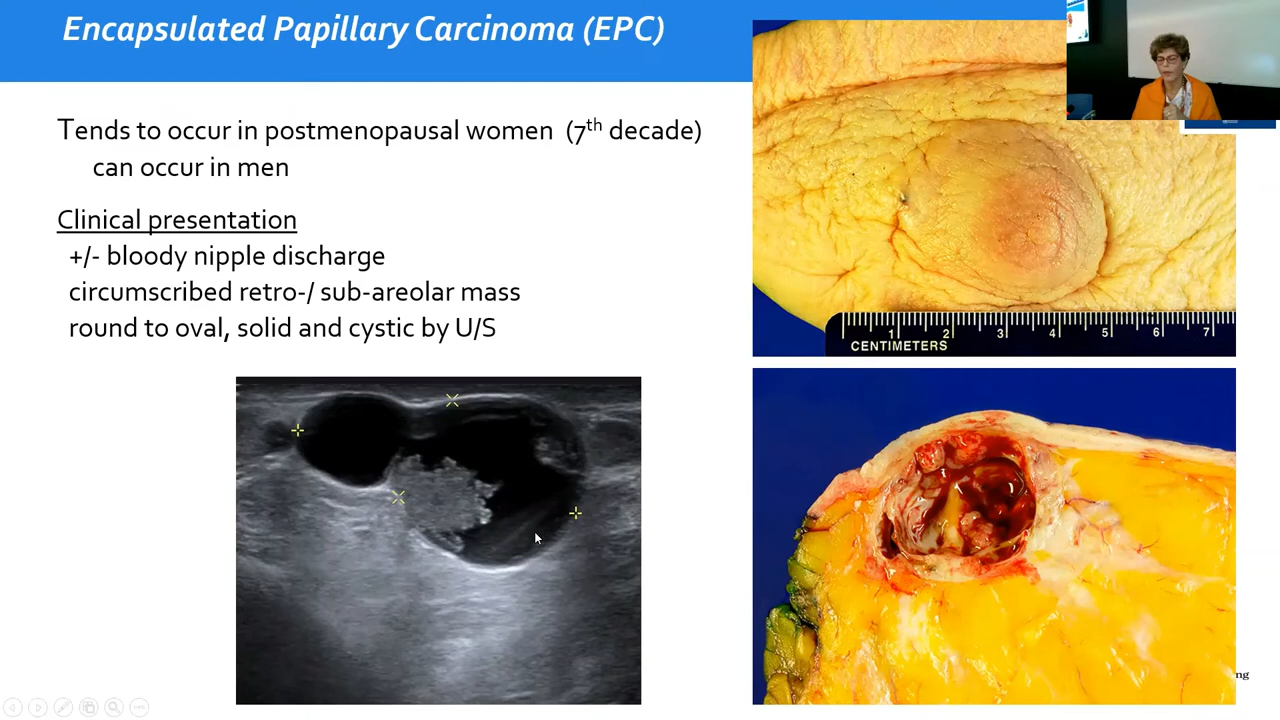 Encapsulated Papillary Carcinoma (EPC)
Tends to occur in postmenopausal women (7th decade)
can occur in men
Clinical presentation
+/- bloody nipple discharge
circumscribed retro-/ sub-areolar mass
round to oval, solid and cystic by U/S
1 2 3 4 5 6 7
CENTIMETERS
ng